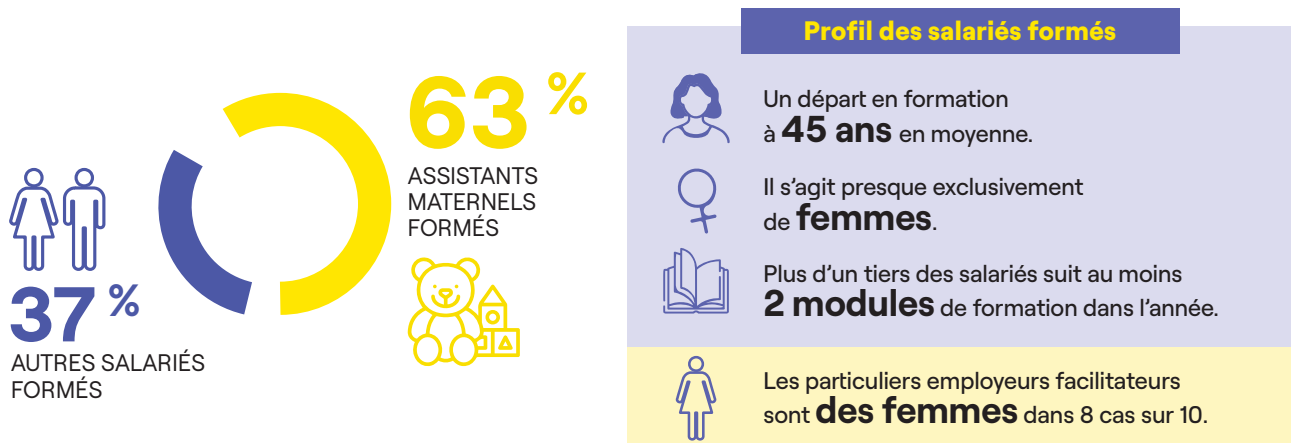 63 %
ASSISTANTS
MATERNELS
FORMÉS
37 %
AUTRES SALARIÉS
FORMÉS
Profil des salariés formés
Un départ en formation
à 45 ans en moyenne.
Il s’agit presque exclusivement
de femmes.
Plus d’un tiers des salariés suit au moins
2 modules de formation dans l’année.
Les particuliers employeurs facilitateurs
sont des femmes dans 8 cas sur 10.